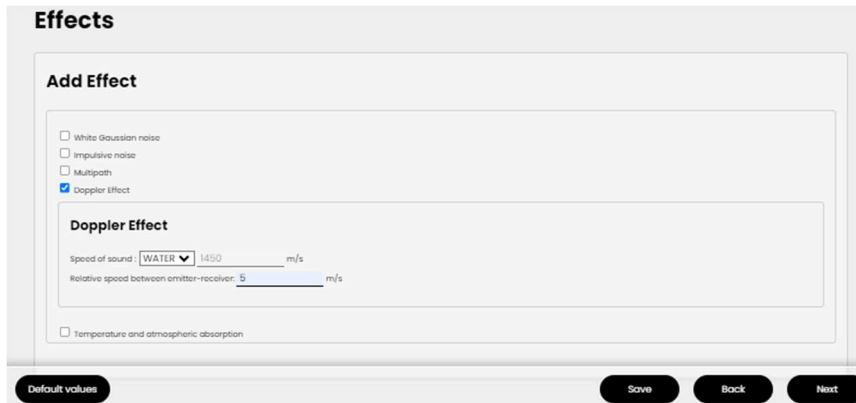 Effects
Add Effect
White Gaussian noise
Impulsive noise
Multipath
Doppler Effect
Doppler Effect
Speed of sound : WATER 1450 m/s
Relative speed between emitter-receiver: 5 m/s
Temperature and atmospheric absorption
Default values Save Back Next